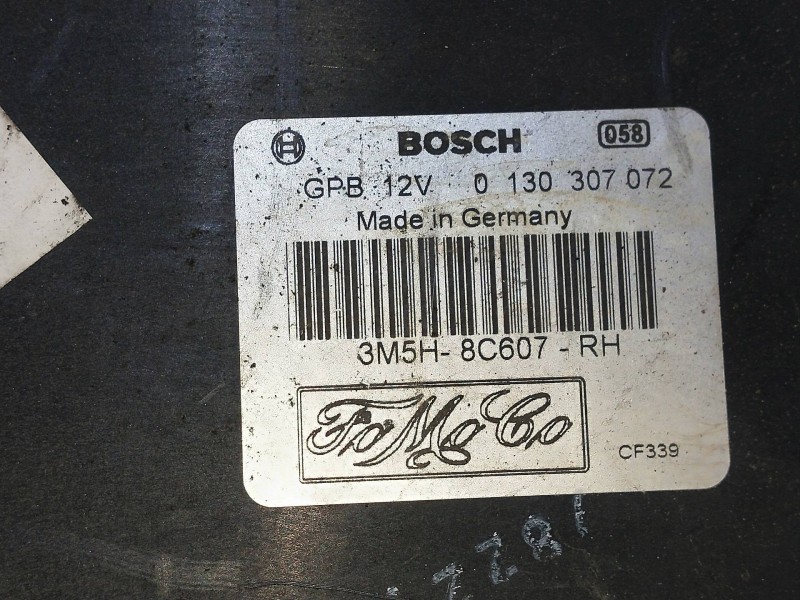 BOSCH 058
GPB 12V 0 130 307 072
Made in Germany
3M5H- 8C607 - RH
FoMoCo
CF339